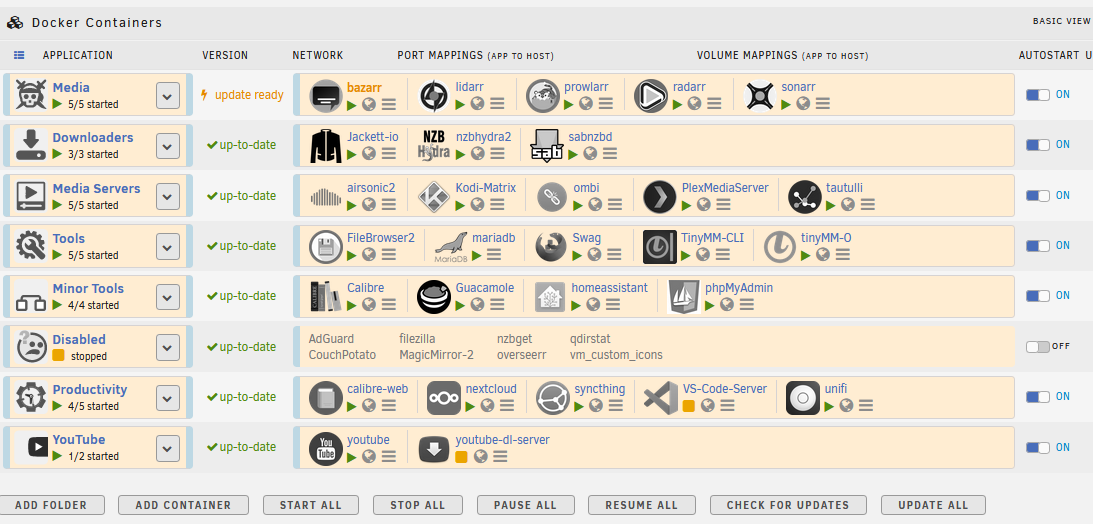 Docker Containers BASIC VIEW
APPLICATION VERSION NETWORK PORT MAPPINGS (APP TO HOST) VOLUME MAPPINGS (APP TO HOST) AUTOSTART U
Media update ready bazarr lidarr prowlarr radarr sonarr ON
5/5 started
Downloaders up-to-date Jackett-io NZB Hydra nzbhydra2 sab sabnzbd ON
3/3 started
Media Servers up-to-date airsonic2 Kodi-Matrix ombi PlexMediaServer tautulli ON
5/5 started
Tools up-to-date FileBrowser2 MariaDB mariadb Swag TinyMM-CLI tinyMM-O ON
5/5 started
Minor Tools up-to-date CALIBRE Calibre Guacamole homeassistant phpMyAdmin ON
4/4 started
Disabled up-to-date AdGuard filezilla nzbget qdirstat OFF
stopped CouchPotato MagicMirror-2 overseerr vm_custom_icons
Productivity up-to-date calibre-web nextcloud syncthing VS-Code-Server unifi ON
4/5 started
YouTube up-to-date You Tube youtube youtube-dl-server ON
1/2 started
ADD FOLDER ADD CONTAINER START ALL STOP ALL PAUSE ALL RESUME ALL CHECK FOR UPDATES UPDATE ALL